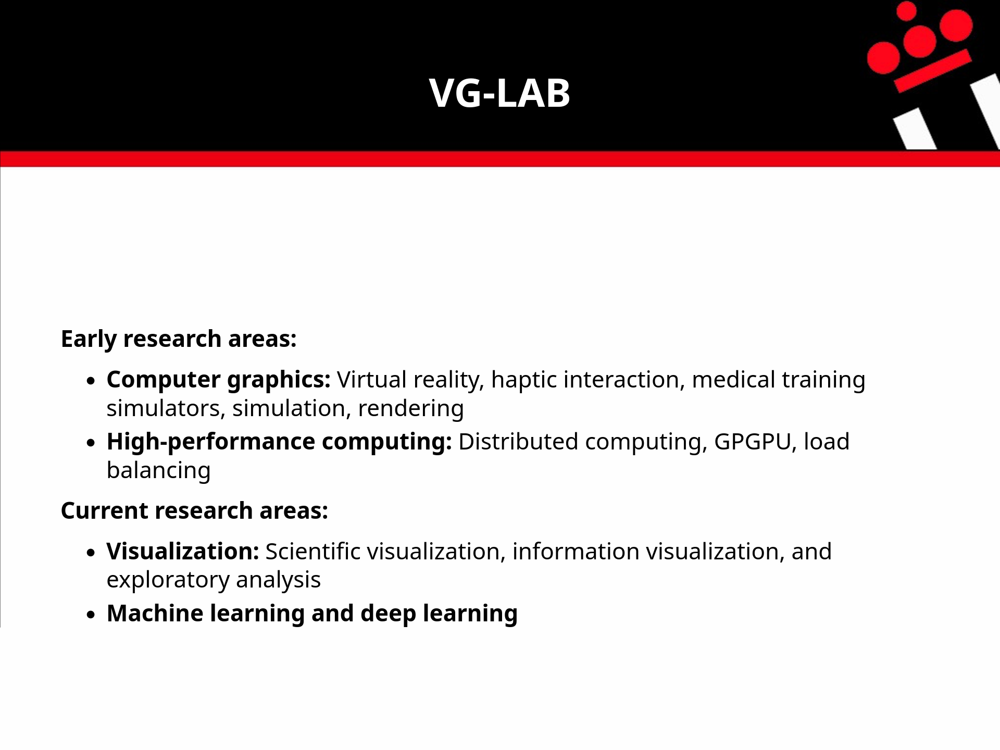 VG-LAB
Early research areas:
• Computer graphics: Virtual reality, haptic interaction, medical training
simulators, simulation, rendering
• High-performance computing: Distributed computing, GPGPU, load
balancing
Current research areas:
• Visualization: Scientific visualization, information visualization, and
exploratory analysis
• Machine learning and deep learning